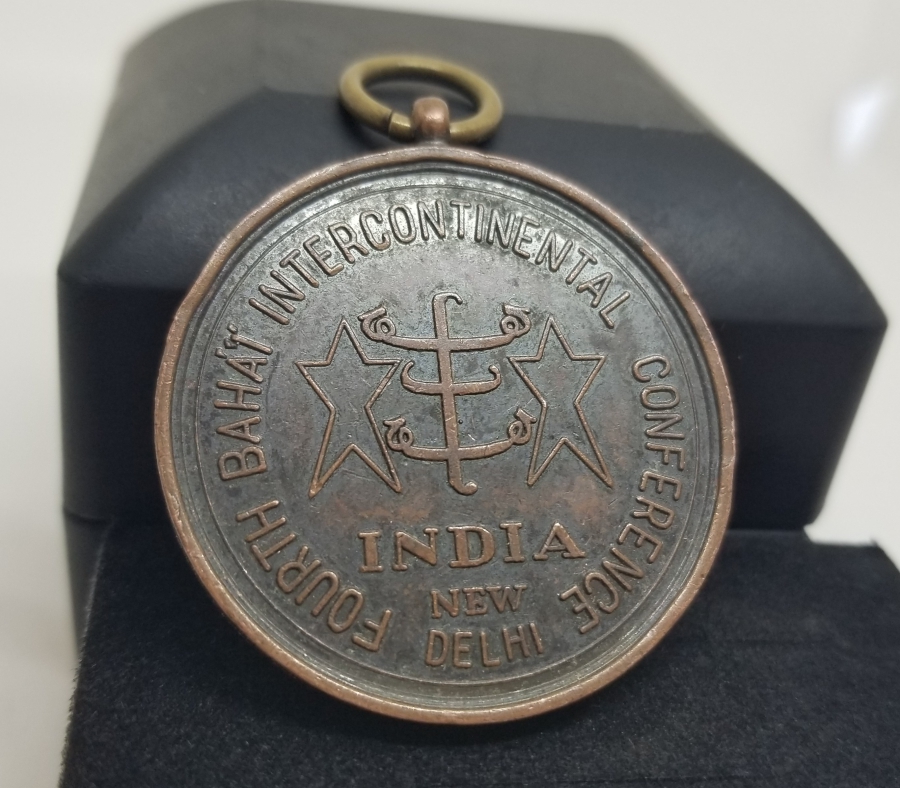 FOURTH BAHÁ'Í INTERCONTINENTAL CONFERENCE
INDIA
NEW
DELHI